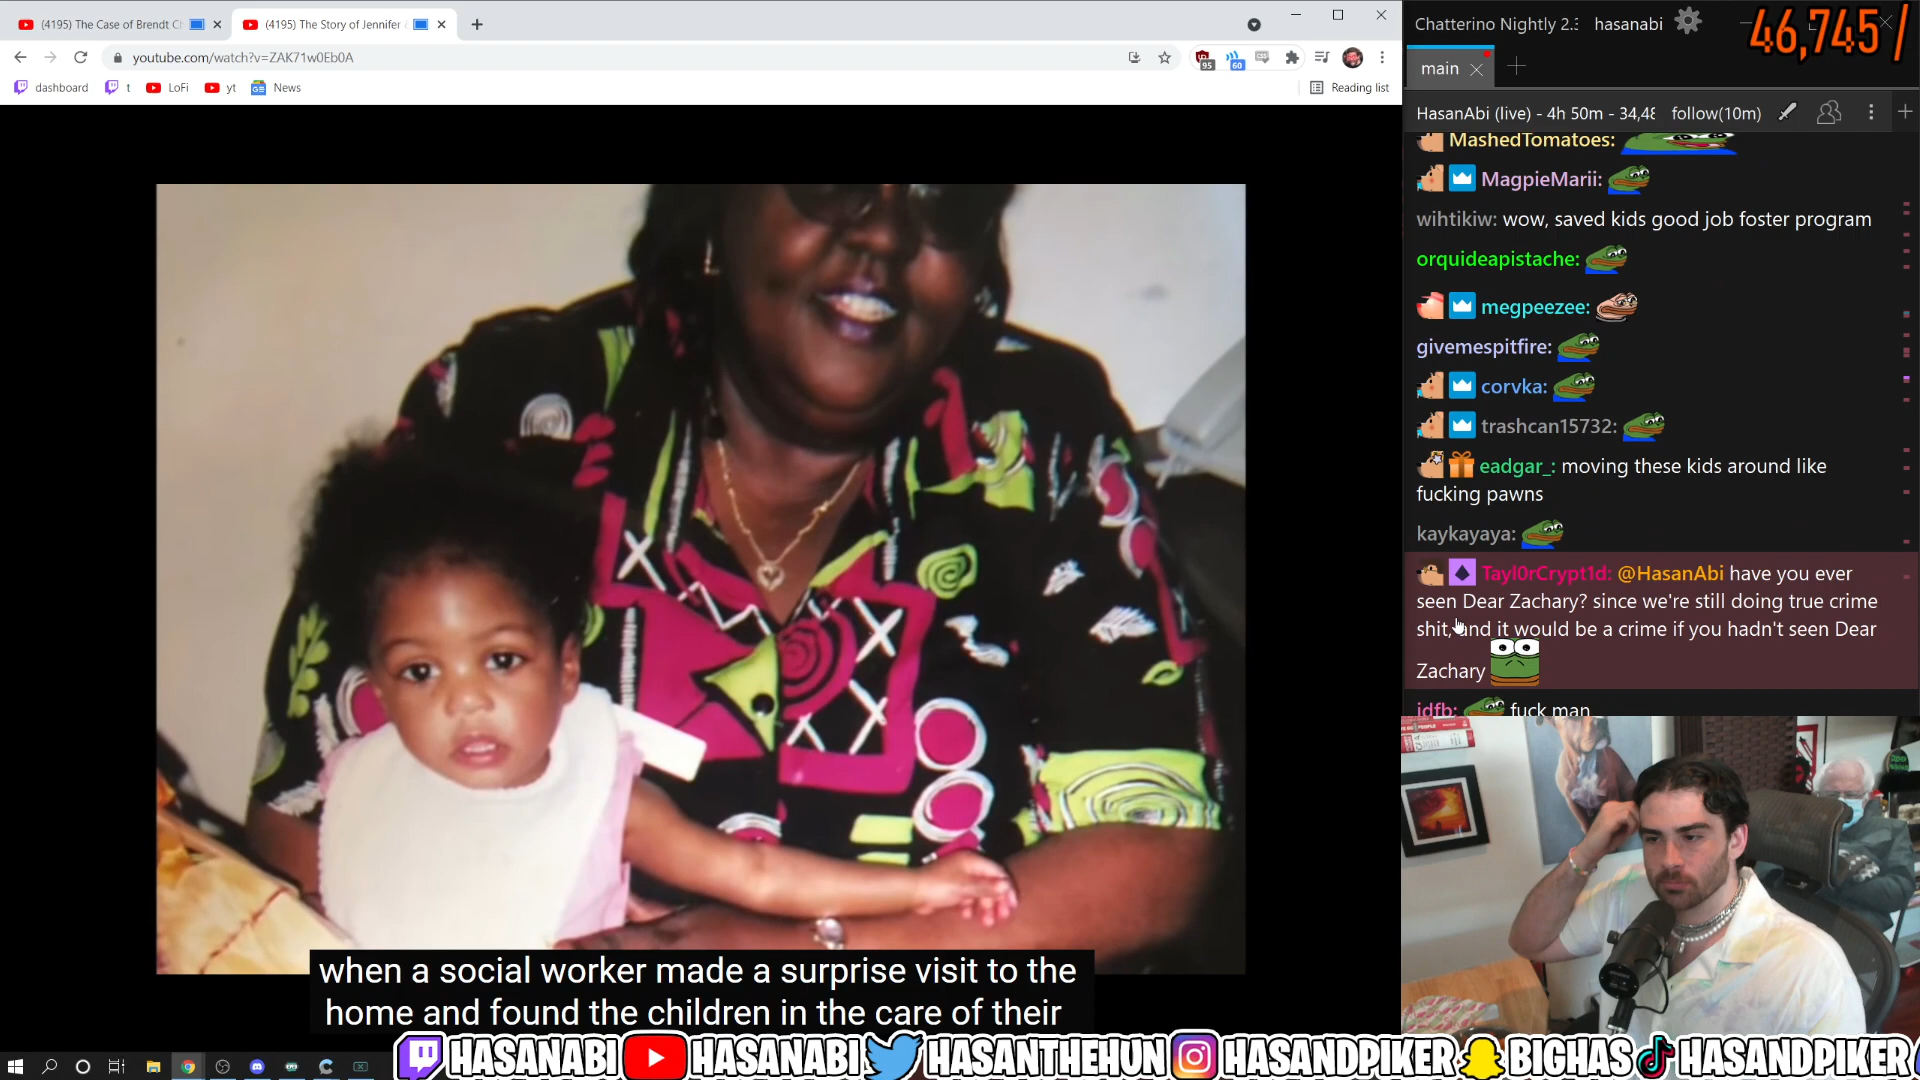 (4195) The Case of Brendt C
(4195) The Story of Jennifer
youtube.com/watch?v=ZAK71w0Eb0A
95
60
dashboard
t
LoFi
yt
News
Reading list
when a social worker made a surprise visit to the
home and found the children in the care of their
Chatterino Nightly 2.
hasanabi
46,745 /
main
HasanAbi (live) - 4h 50m - 34,48
follow(10m)
MashedTomatoes:
MagpieMarii:
wihtikiw: wow, saved kids good job foster program
orquideapistache:
megpeezee:
givemespitfire:
corvka:
trashcan15732:
eadgar_: moving these kids around like
fucking pawns
kaykayaya:
Tayl0rCrypt1d: @HasanAbi have you ever
seen Dear Zachary? since we're still doing true crime
shit, and it would be a crime if you hadn't seen Dear
Zachary
idfb: fuck man
HASANABI HASANABI HASANTHEHUN HASANDPIKER BIGHAS HASANDPIKER